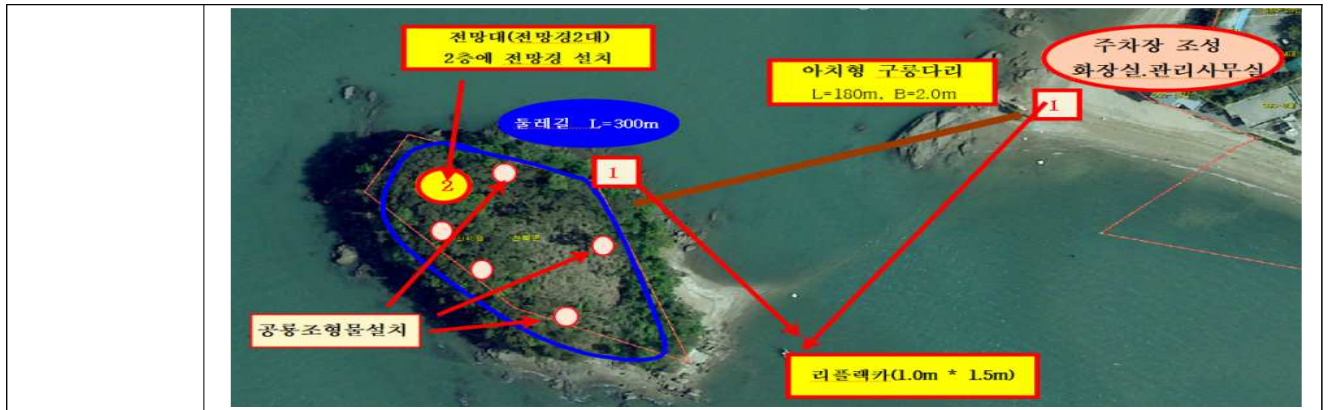 전망대(전망경2대)
2층에 전망경 설치
주차장 조성
화장실.관리사무실
아치형 구룡다리
L=180m, B=2.0m
둘레길 L=300m
1
1
2
공룡조형물설치
리플랙카(1.0m * 1.5m)